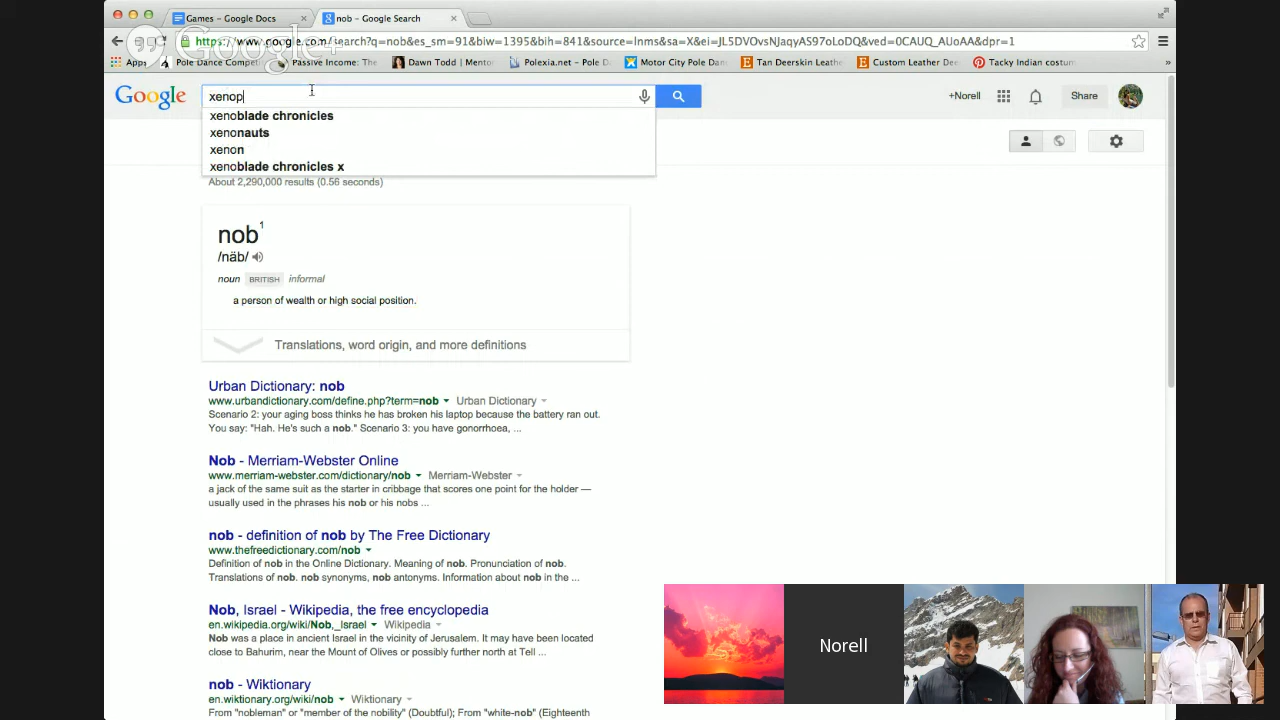 Games – Google Docs
nob – Google Search
Google+
https://www.google.com/search?q=nob&es_sm=91&biw=1395&bih=841&source=lnms&sa=X&ei=JL5DVOvsNJaqyAS97oLoDQ&ved=0CAUQ_AUoAA&dpr=1
Apps
Pole Dance Compet
Passive Income: The
Dawn Todd | Mentor
Polexia.net – Pole D
Motor City Pole Dan
Tan Deerskin Leathe
Custom Leather Dee
Tacky Indian costum
Google
xenop
+Norell
Share
xenoblade chronicles
xenonauts
xenon
xenoblade chronicles x
About 2,290,000 results (0.56 seconds)
nob1
/näb/
noun BRITISH informal
a person of wealth or high social position.
Translations, word origin, and more definitions
Urban Dictionary: nob
www.urbandictionary.com/define.php?term=nob Urban Dictionary
Scenario 2: your aging boss thinks he has broken his laptop because the battery ran out.
You say: "Hah. He's such a nob." Scenario 3: you have gonorrhoea, ...
Nob - Merriam-Webster Online
www.merriam-webster.com/dictionary/nob Merriam-Webster
a jack of the same suit as the starter in cribbage that scores one point for the holder —
usually used in the phrases his nob or his nobs ...
nob - definition of nob by The Free Dictionary
www.thefreedictionary.com/nob
Definition of nob in the Online Dictionary. Meaning of nob. Pronunciation of nob.
Translations of nob. nob synonyms, nob antonyms. Information about nob in the ...
Nob, Israel - Wikipedia, the free encyclopedia
en.wikipedia.org/wiki/Nob,_Israel Wikipedia
Nob was a place in ancient Israel in the vicinity of Jerusalem. It may have been located
close to Bahurim, near the Mount of Olives or possibly further north at Tell ...
nob - Wiktionary
en.wiktionary.org/wiki/nob Wiktionary
From "nobleman" or "member of the nobility" (Doubtful); From "white-nob" (Eighteenth
Norell